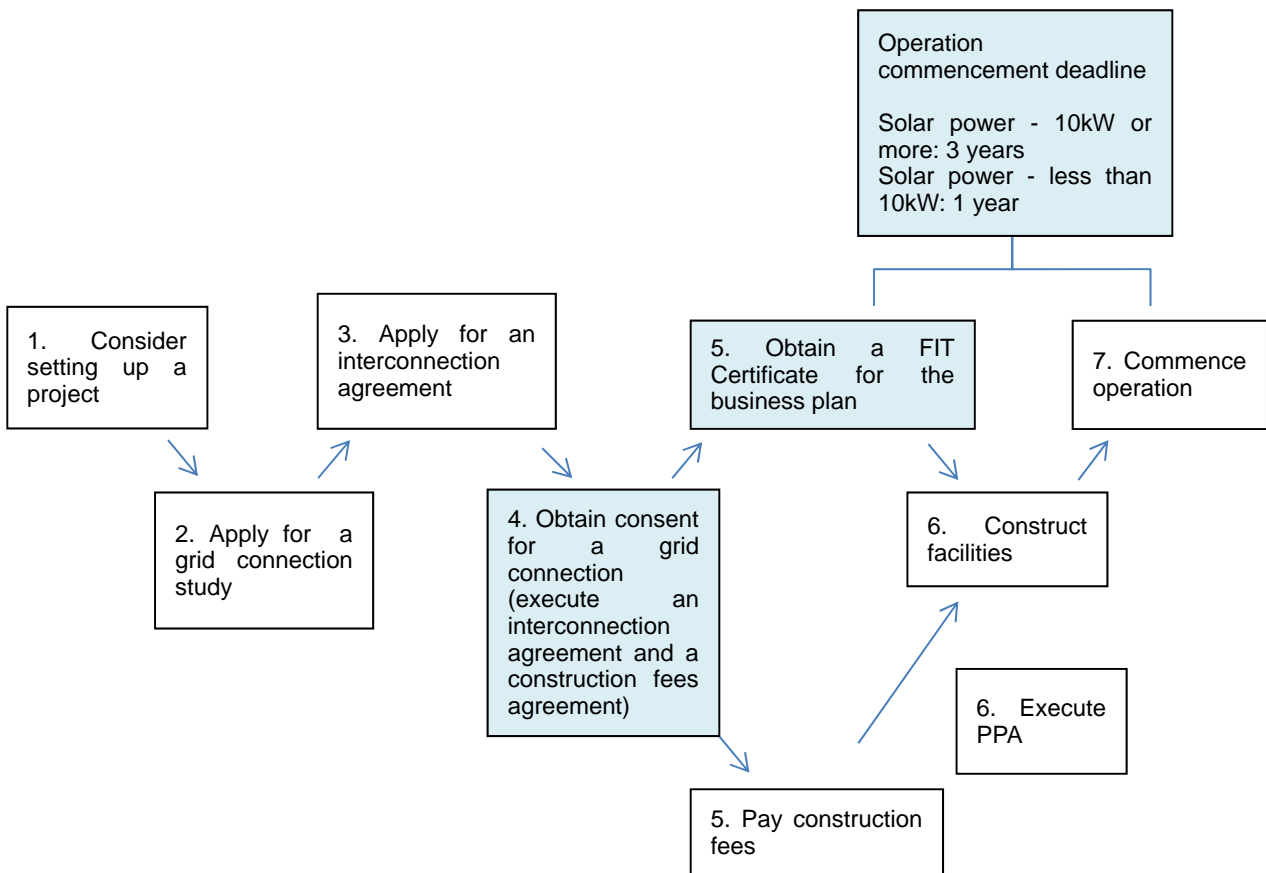 Operation
commencement deadline
Solar power - 10kW or
more: 3 years
Solar power - less than
10kW: 1 year
1. Consider
setting up a
project
3. Apply for an
interconnection
agreement
5. Obtain a FIT
Certificate for the
business plan
7. Commence
operation
2. Apply for a
grid connection
study
4. Obtain consent
for a grid
connection
(execute an
interconnection
agreement and a
construction fees
agreement)
6. Construct
facilities
6. Execute
PPA
5. Pay construction
fees